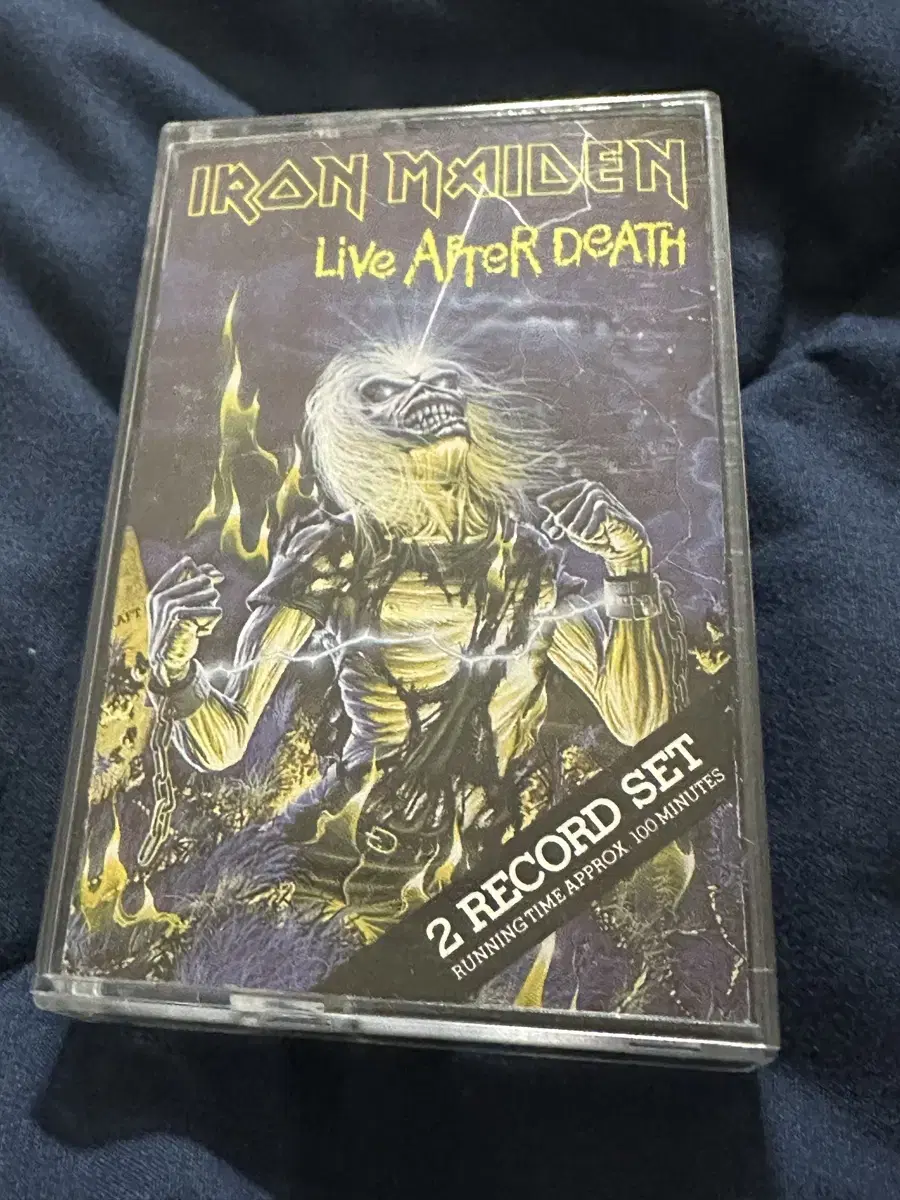 IRON MAIDEN
LIVE AFTER DEATH
2 RECORD SET
RUNNING TIME APPROX. 100 MINUTES